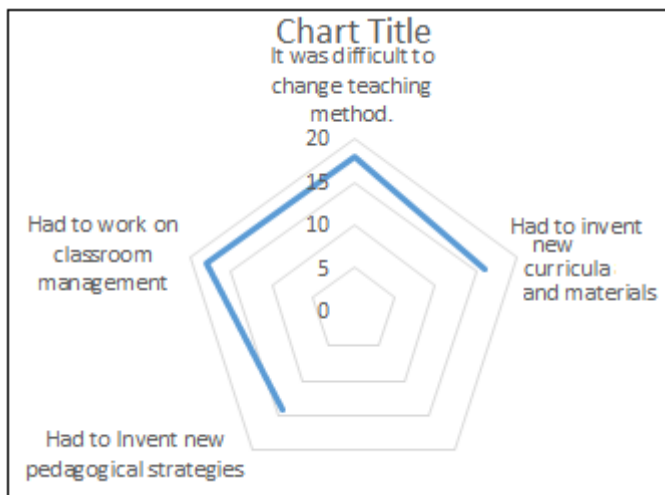 Chart Title
It was difficult to
change teaching
method.
20
15
10
5
0
Had to invent
new
curricula
and materials
Had to work on
classroom
management
Had to Invent new
pedagogical strategies